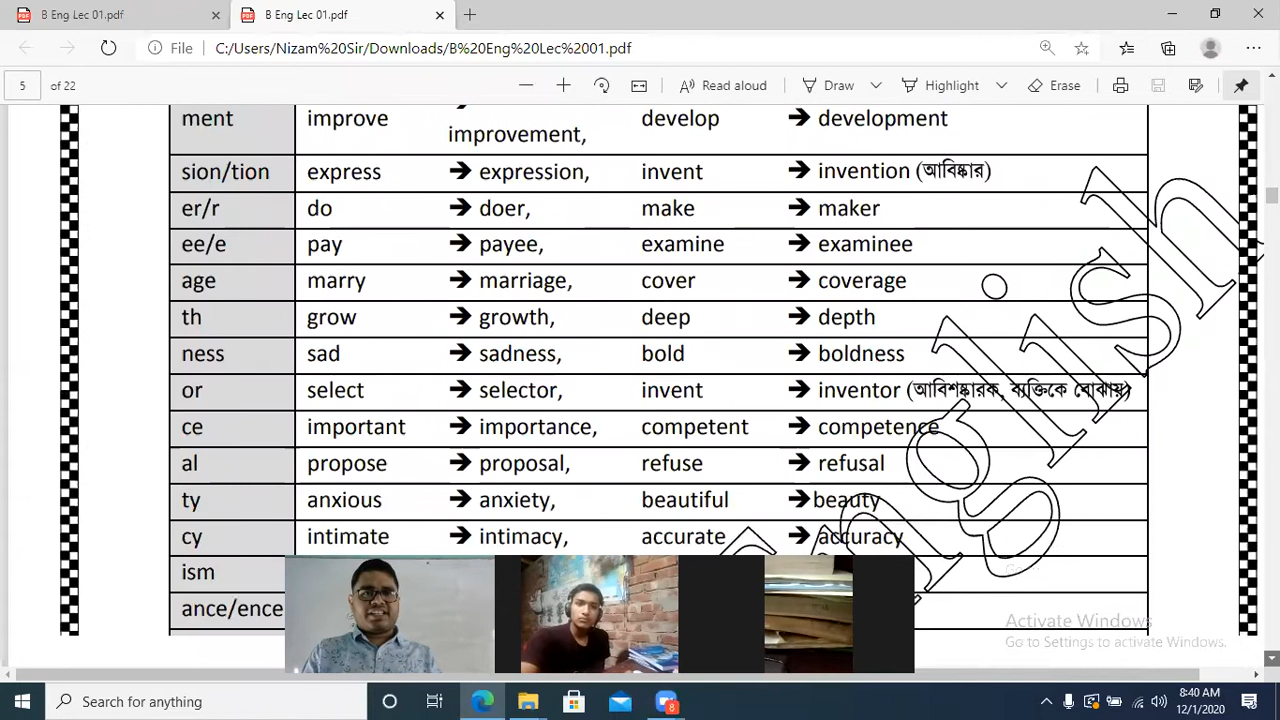 B Eng Lec 01.pdf
B Eng Lec 01.pdf
File C:/Users/Nizam%20Sir/Downloads/B%20Eng%20Lec%2001.pdf
5 of 22 Read aloud Draw Highlight Erase
ment improve improvement, develop ➔ development
sion/tion express ➔ expression, invent ➔ invention (আবিষ্কার)
er/r do ➔ doer, make ➔ maker
ee/e pay ➔ payee, examine ➔ examinee
age marry ➔ marriage, cover ➔ coverage
th grow ➔ growth, deep ➔ depth
ness sad ➔ sadness, bold ➔ boldness
or select ➔ selector, invent ➔ inventor (আবিশষ্কারক, ব্যক্তিকে বোঝায়)
ce important ➔ importance, competent ➔ competence
al propose ➔ proposal, refuse ➔ refusal
ty anxious ➔ anxiety, beautiful ➔beauty
cy intimate ➔ intimacy, accurate ➔ accuracy
ism
ance/ence
English
Activate Windows
Go to Settings to activate Windows.
Search for anything
8
8:40 AM
12/1/2020